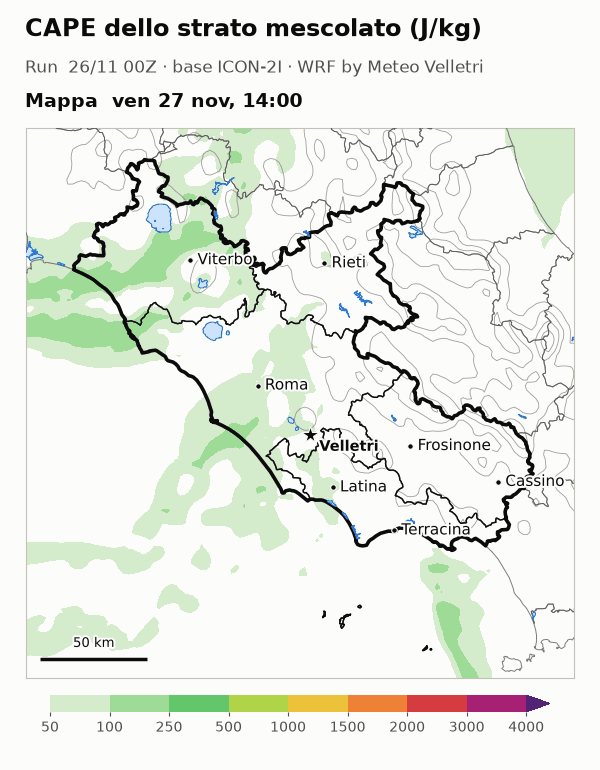 CAPE dello strato mescolato (J/kg)
Run  26/11 00Z · base ICON-2I · WRF by Meteo Velletri
Mappa  ven 27 nov, 14:00
Viterbo
Rieti
Roma
Velletri
Frosinone
Cassino
Latina
Terracina
50 km
50 100 250 500 1000 1500 2000 3000 4000